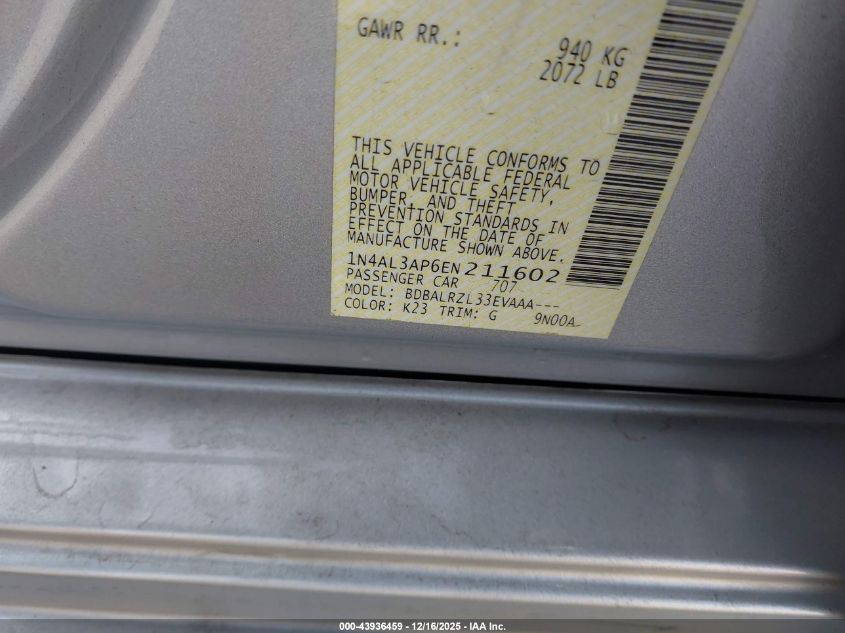 GAWR RR.: 940 KG
2072 LB
THIS VEHICLE CONFORMS TO
ALL APPLICABLE FEDERAL
MOTOR VEHICLE SAFETY,
BUMPER, AND THEFT
PREVENTION STANDARDS IN
EFFECT ON THE DATE OF
MANUFACTURE SHOWN ABOVE.
1N4AL3AP6EN211602
PASSENGER CAR 707
MODEL: BDBALRZL33EVAAA---
COLOR: K23 TRIM: G 9N00A
000-43936459 - 12/16/2025 - IAA Inc.